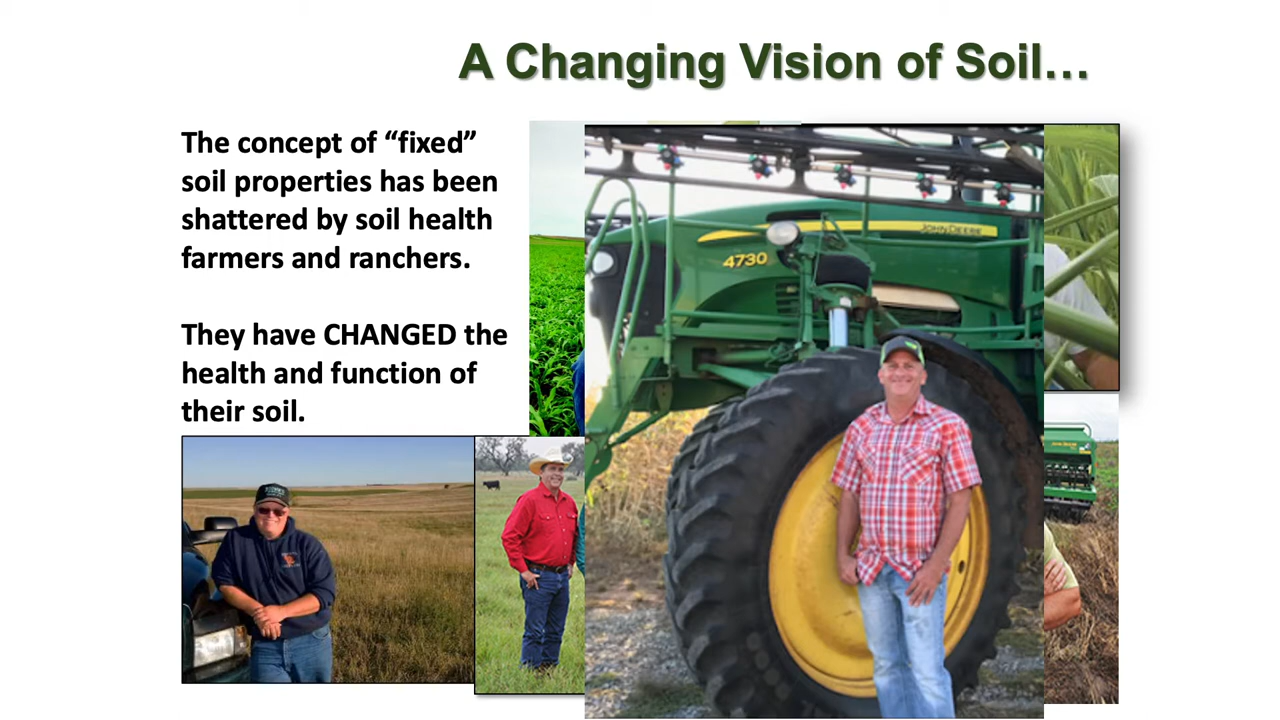 A Changing Vision of Soil…
The concept of “fixed”
soil properties has been
shattered by soil health
farmers and ranchers.
They have CHANGED the
health and function of
their soil.
JOHN DEERE
4730